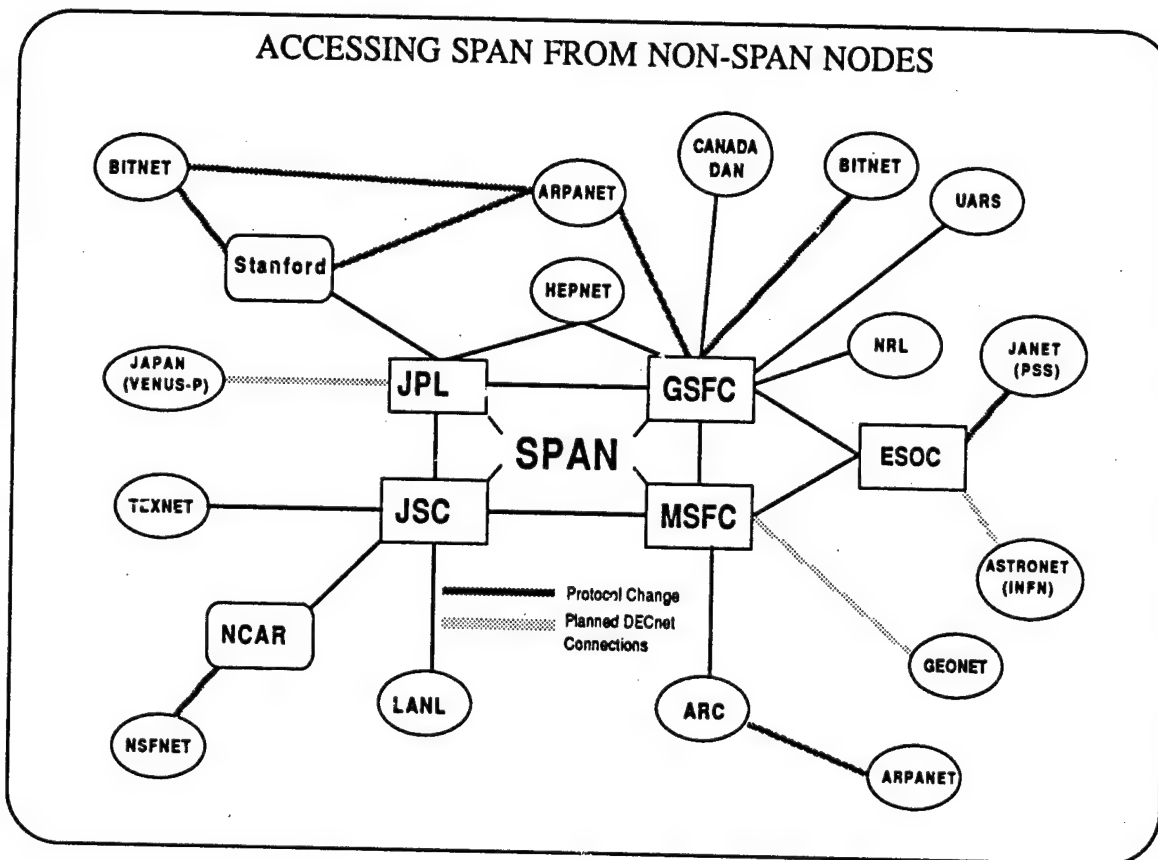 ACCESSING SPAN FROM NON-SPAN NODES
BITNET
ARPANET
CANADA
DAN
BITNET
UARS
Stanford
HEPNET
NRL
JANET
(PSS)
JAPAN
(VENUS-P)
JPL
GSFC
SPAN
ESOC
TEXNET
JSC
MSFC
ASTRONET
(INFN)
Protocol Change
Planned DECnet
Connections
NCAR
GEONET
LANL
ARC
NSFNET
ARPANET